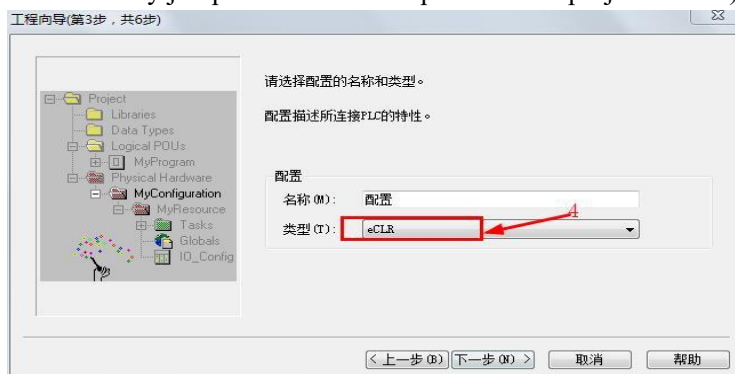 工程向导(第3步，共6步)
请选择配置的名称和类型。
配置描述所连接PLC的特性。
Project
Libraries
Data Types
Logical POUs
MyProgram
Physical Hardware
MyConfiguration
MyResource
Tasks
Globals
IO_Config
配置
名称(M): 配置
4
类型(T): eCLR
< 上一步(B) 下一步(N) > 取消 帮助